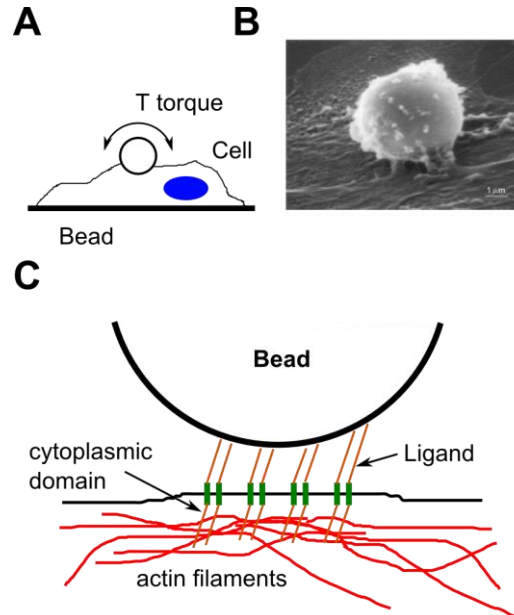 A
B
T torque
Cell
Bead
1 µm
C
Bead
cytoplasmic
domain
Ligand
actin filaments